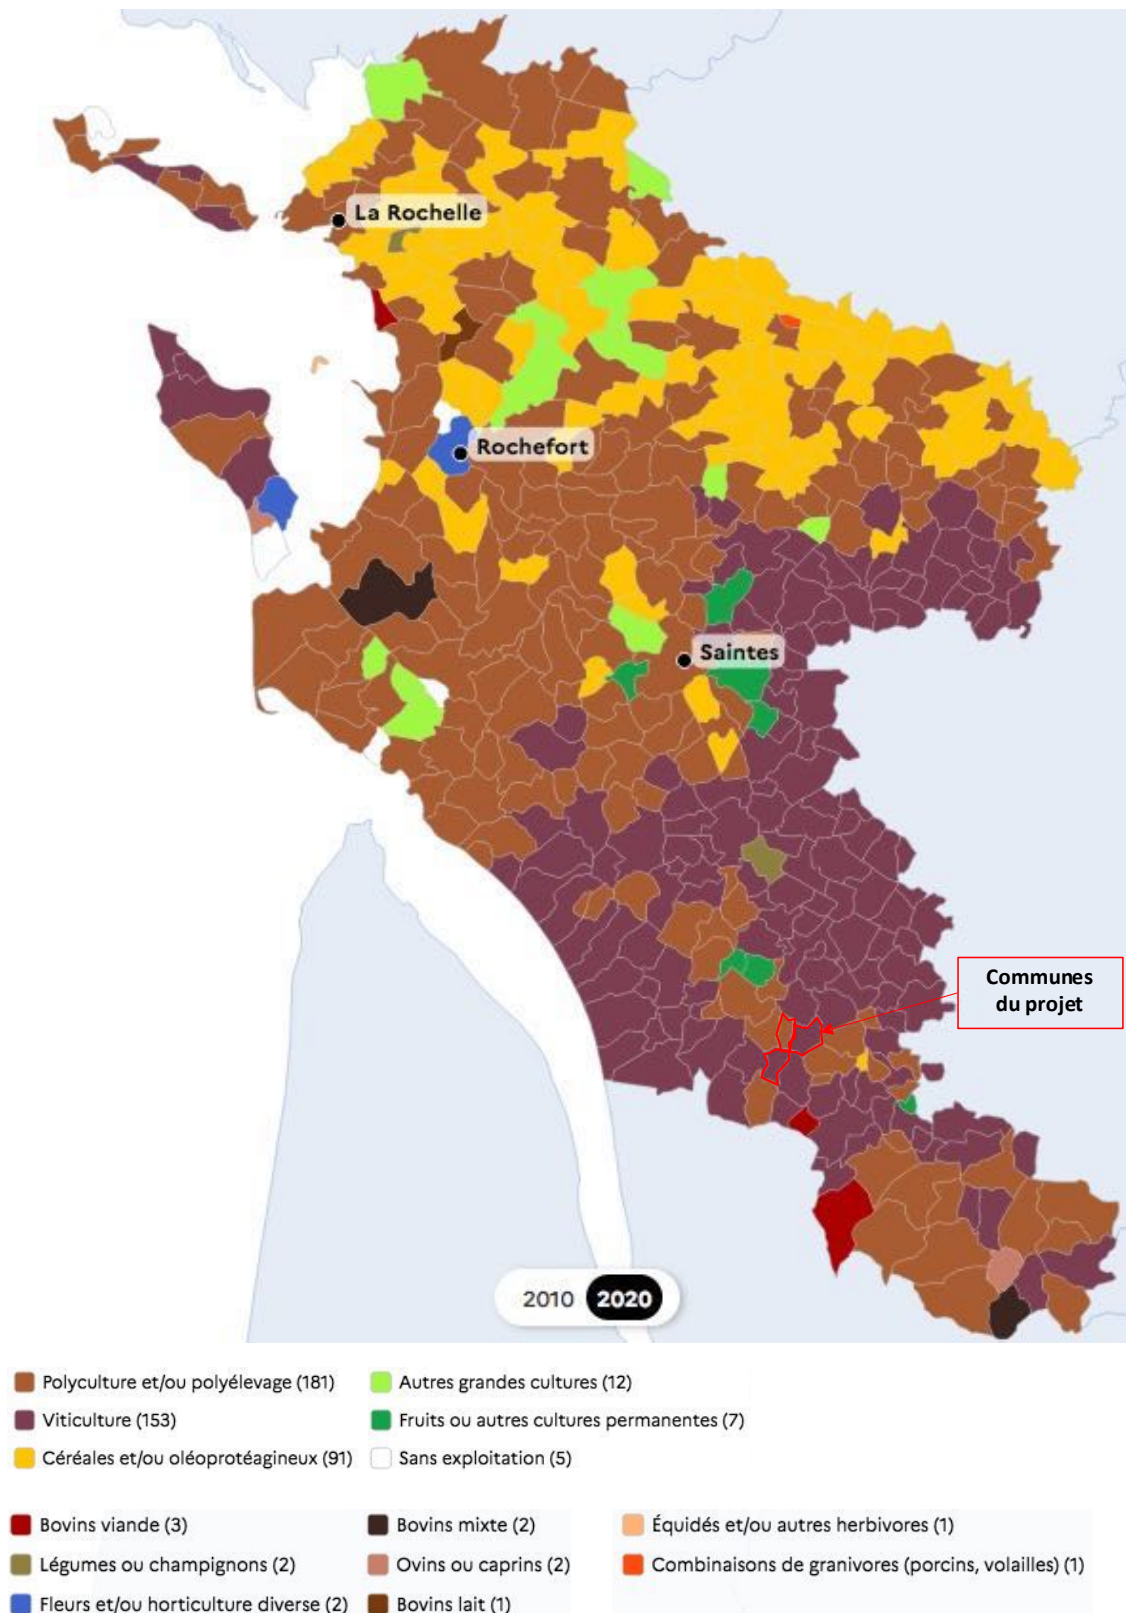 La Rochelle
Rochefort
Saintes
Communes
du projet
2010 2020
Polyculture et/ou polyélevage (181)
Autres grandes cultures (12)
Viticulture (153)
Fruits ou autres cultures permanentes (7)
Céréales et/ou oléoprotéagineux (91)
Sans exploitation (5)
Bovins viande (3)
Bovins mixte (2)
Équidés et/ou autres herbivores (1)
Légumes ou champignons (2)
Ovins ou caprins (2)
Combinaisons de granivores (porcins, volailles) (1)
Fleurs et/ou horticulture diverse (2)
Bovins lait (1)